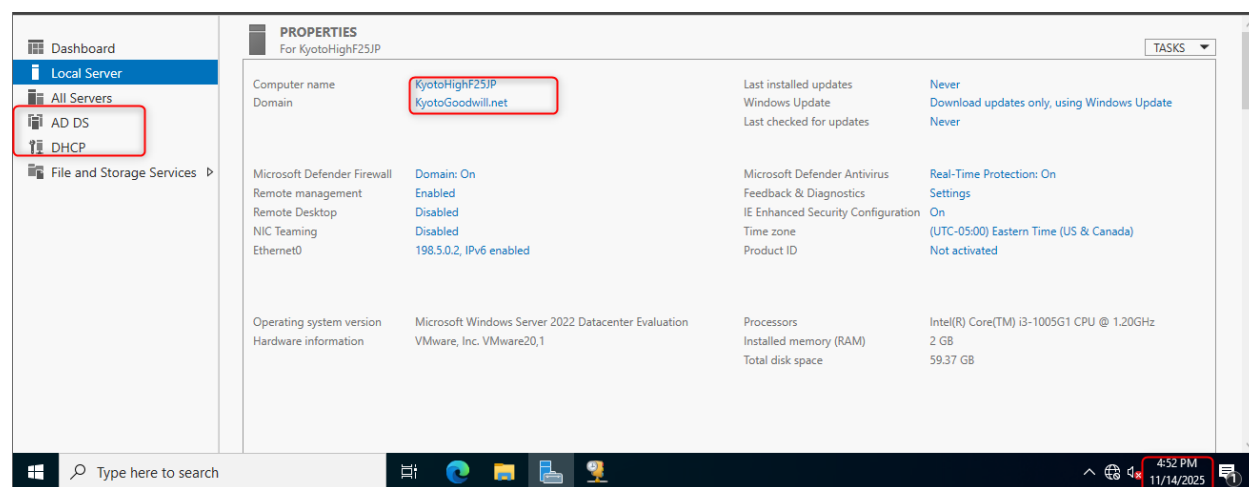 Dashboard
Local Server
All Servers
AD DS
DHCP
File and Storage Services
PROPERTIES
For KyotoHighF25JP
TASKS
Computer name KyotoHighF25JP
Domain KyotoGoodwill.net
Last installed updates Never
Windows Update Download updates only, using Windows Update
Last checked for updates Never
Microsoft Defender Firewall Domain: On
Remote management Enabled
Remote Desktop Disabled
NIC Teaming Disabled
Ethernet0 198.5.0.2, IPv6 enabled
Microsoft Defender Antivirus Real-Time Protection: On
Feedback & Diagnostics Settings
IE Enhanced Security Configuration On
Time zone (UTC-05:00) Eastern Time (US & Canada)
Product ID Not activated
Operating system version Microsoft Windows Server 2022 Datacenter Evaluation
Hardware information VMware, Inc. VMware20,1
Processors Intel(R) Core(TM) i3-1005G1 CPU @ 1.20GHz
Installed memory (RAM) 2 GB
Total disk space 59.37 GB
Type here to search
4:52 PM
11/14/2025
1